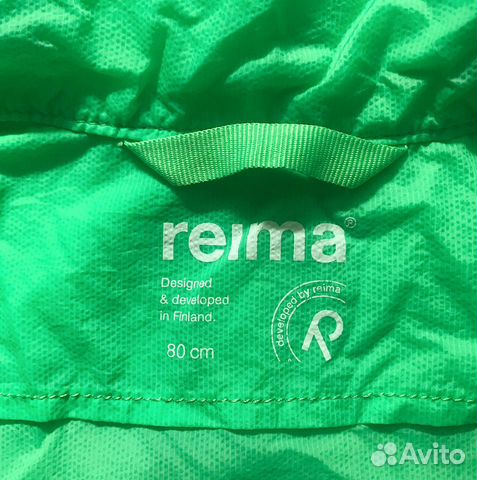 reima®
Designed
& developed
in Finland.
80 cm
developed by reima®
Avito